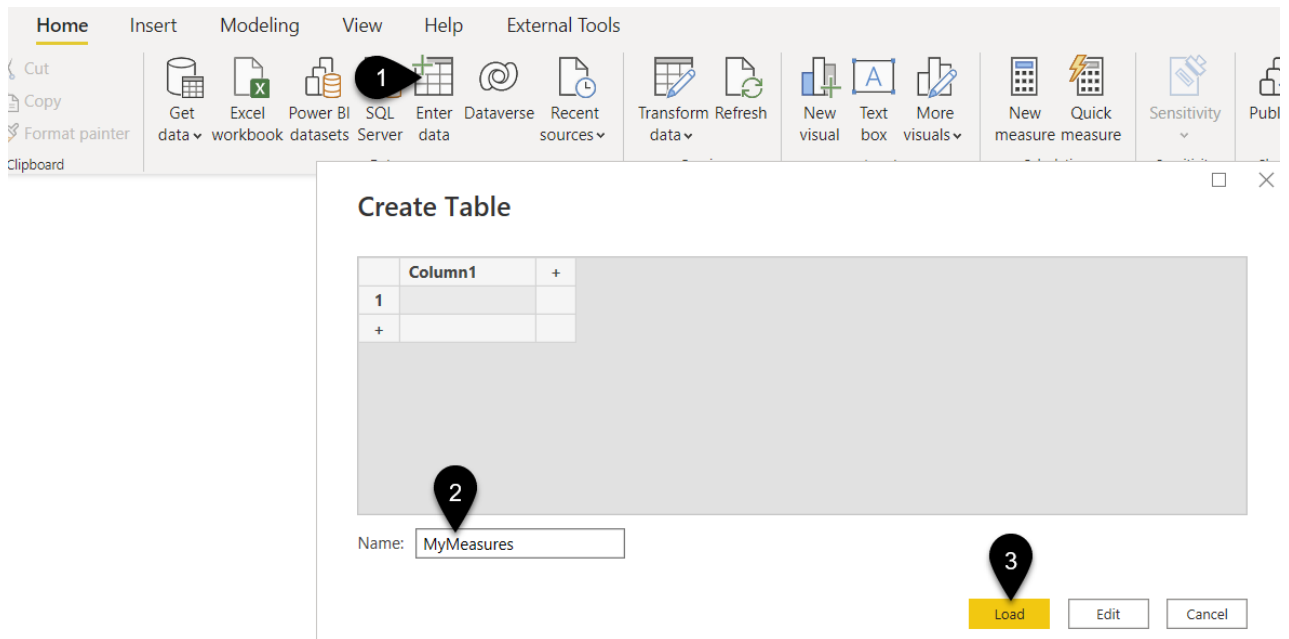 Home Insert Modeling View Help External Tools
Cut
Copy
Format painter
Clipboard
Get data
Excel workbook
Power BI datasets
SQL Server
1
Enter data
Dataverse
Recent sources
Transform data
Refresh
New visual
Text box
A
More visuals
New measure
Quick measure
Sensitivity
Create Table
Column1 +
1
+
2
Name: MyMeasures
3
Load Edit Cancel